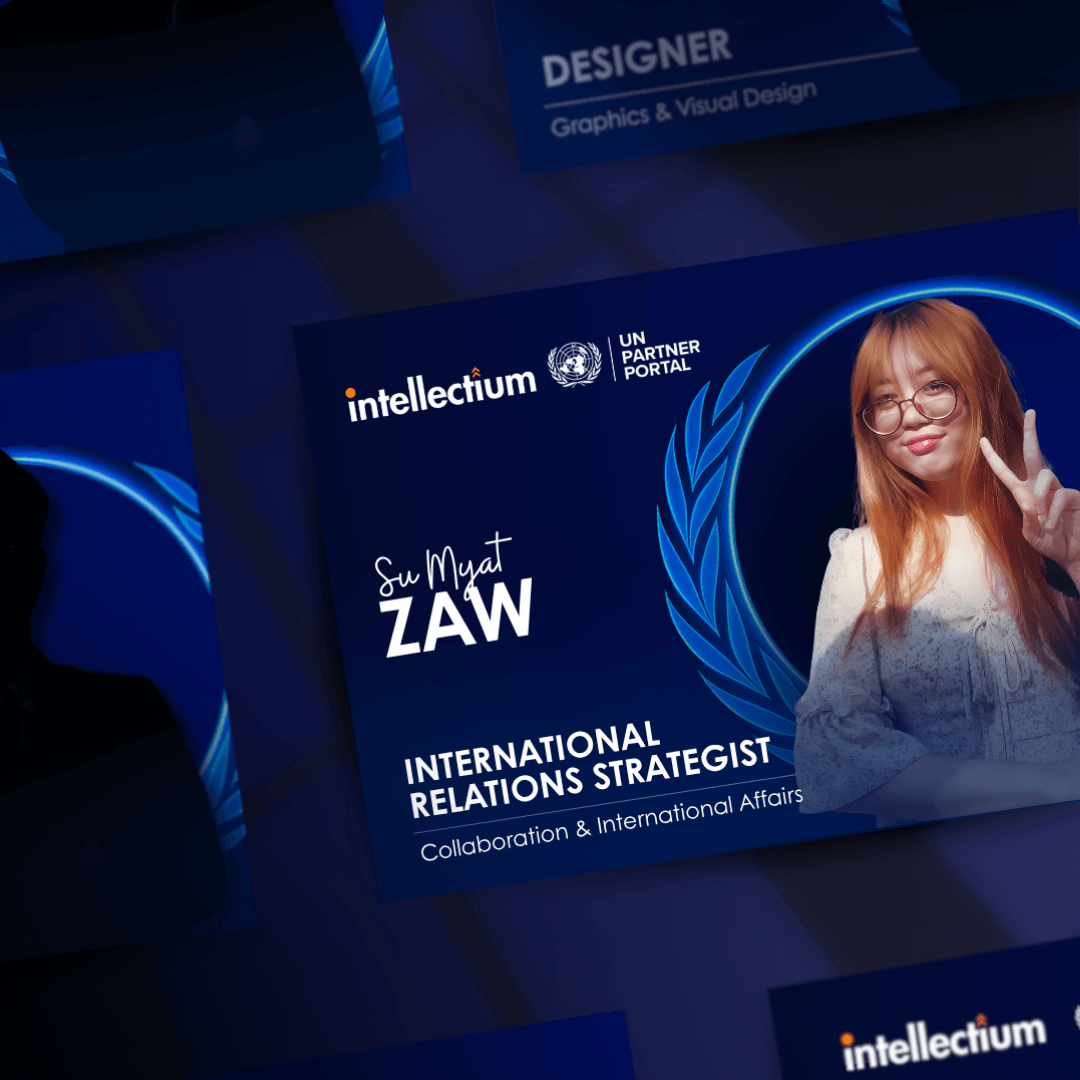 DESIGNER
Graphics & Visual Design
intellectium
UN
PARTNER
PORTAL
Su Myat
ZAW
INTERNATIONAL
RELATIONS STRATEGIST
Collaboration & International Affairs
intellectium